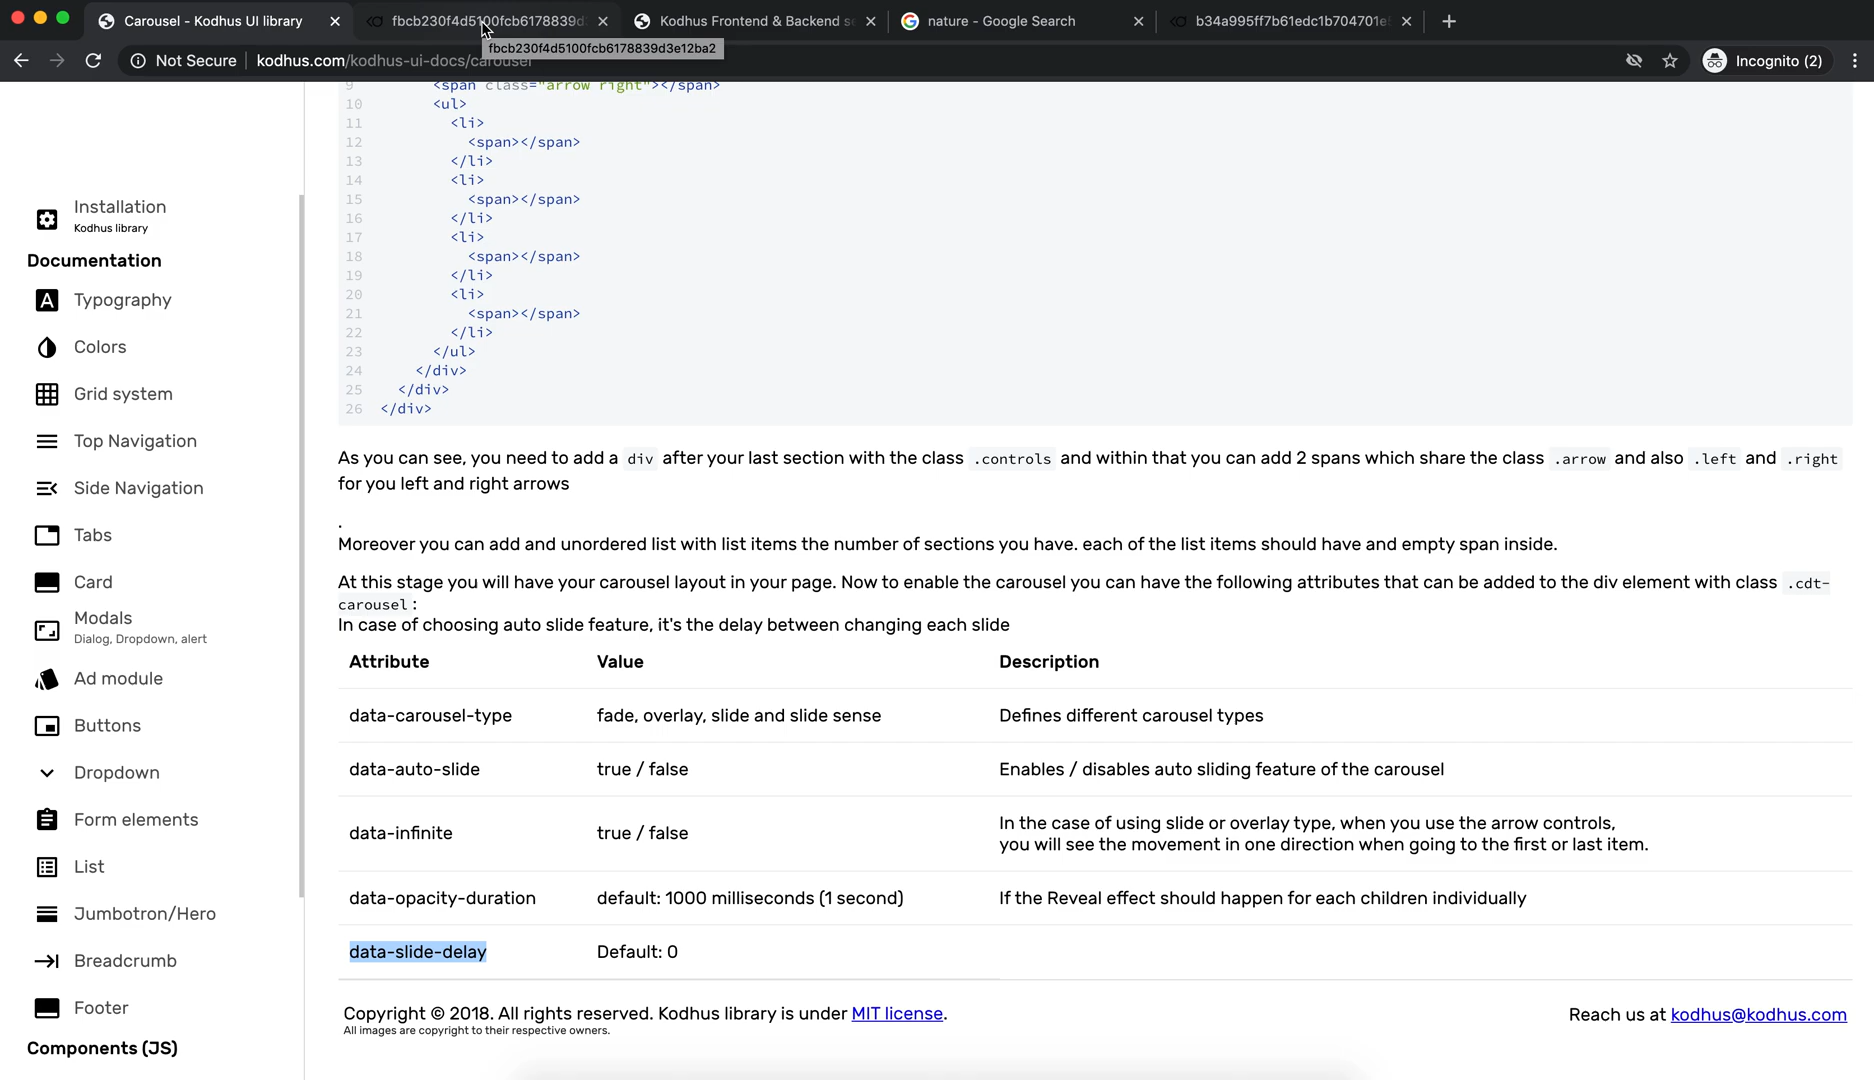 Carousel - Kodhus UI library
fbcb230f4d5100fcb6178839d
Kodhus Frontend & Backend se
nature - Google Search
b34a995ff7b61edc1b704701e
fbcb230f4d5100fcb6178839d3e12ba2
Not Secure
kodhus.com/kodhus-ui-docs/carousel
Incognito (2)
Installation
Kodhus library
Documentation
Typography
Colors
Grid system
Top Navigation
Side Navigation
Tabs
Card
Modals
Dialog, Dropdown, alert
Ad module
Buttons
Dropdown
Form elements
List
Jumbotron/Hero
Breadcrumb
Footer
Components (JS)
9 <span class="arrow right"></span>
10 <ul>
11 <li>
12 <span></span>
13 </li>
14 <li>
15 <span></span>
16 </li>
17 <li>
18 <span></span>
19 </li>
20 <li>
21 <span></span>
22 </li>
23 </ul>
24 </div>
25 </div>
26 </div>
As you can see, you need to add a div after your last section with the class .controls and within that you can add 2 spans which share the class .arrow and also .left and .right
for you left and right arrows
.
Moreover you can add and unordered list with list items the number of sections you have. each of the list items should have and empty span inside.
At this stage you will have your carousel layout in your page. Now to enable the carousel you can have the following attributes that can be added to the div element with class .cdt-
carousel :
In case of choosing auto slide feature, it's the delay between changing each slide
Attribute Value Description
data-carousel-type fade, overlay, slide and slide sense Defines different carousel types
data-auto-slide true / false Enables / disables auto sliding feature of the carousel
data-infinite true / false In the case of using slide or overlay type, when you use the arrow controls,
you will see the movement in one direction when going to the first or last item.
data-opacity-duration default: 1000 milliseconds (1 second) If the Reveal effect should happen for each children individually
data-slide-delay Default: 0
Copyright © 2018. All rights reserved. Kodhus library is under MIT license.
All images are copyright to their respective owners.
Reach us at kodhus@kodhus.com